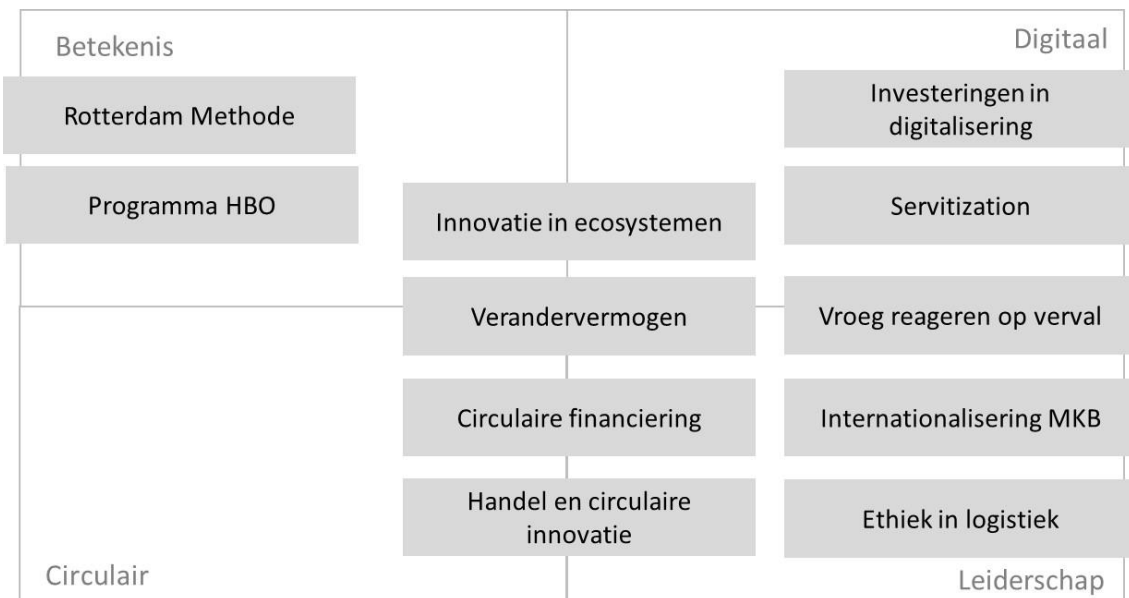 Betekenis
Digitaal
Rotterdam Methode
Investeringen in
digitalisering
Programma HBO
Innovatie in ecosystemen
Servitization
Verandervermogen
Vroeg reageren op verval
Circulaire financiering
Internationalisering MKB
Handel en circulaire
innovatie
Ethiek in logistiek
Circulair
Leiderschap